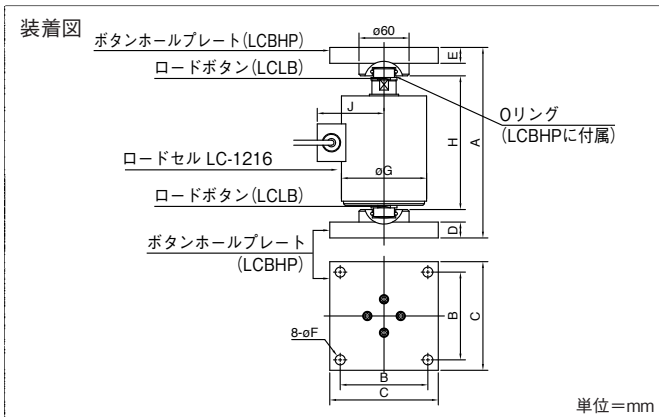 装着図
ボタンホールプレート(LCBHP)
ø60
E
ロードボタン(LCLB)
J
Oリング
(LCBHPに付属)
H
A
ロードセル LC-1216
øG
ロードボタン(LCLB)
D
ボタンホールプレート
(LCBHP)
8-øF
B
C
B
C
単位=mm